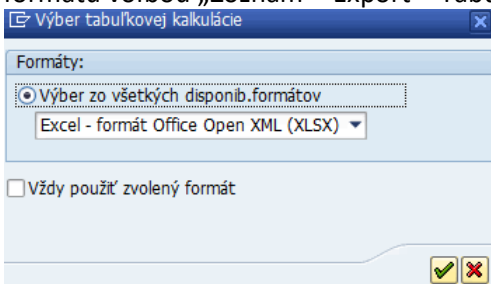 Výber tabuľkovej kalkulácie
Formáty:
Výber zo všetkých disponib.formátov
Excel - formát Office Open XML (XLSX)
Vždy použiť zvolený formát